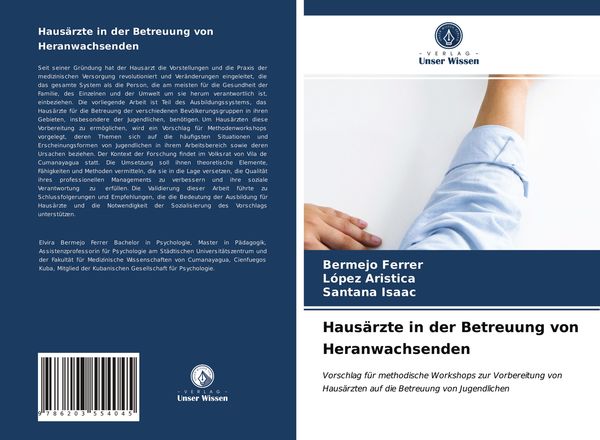 Hausärzte in der Betreuung von
Heranwachsenden
Seit seiner Gründung hat der Hausarzt die Vorstellungen und die Praxis der
medizinischen Versorgung revolutioniert und Veränderungen eingeleitet, die
das gesamte System als die Person, die am meisten für die Gesundheit der
Familie, des Einzelnen und der Umwelt um sie herum verantwortlich ist,
einbeziehen. Die vorliegende Arbeit ist Teil des Ausbildungssystems, das
Hausärzte für die Betreuung der verschiedenen Bevölkerungsgruppen in ihren
Gebieten, insbesondere der Jugendlichen, benötigen. Um Hausärzten diese
Vorbereitung zu ermöglichen, wird ein Vorschlag für Methodenworkshops
vorgelegt, deren Themen sich auf die häufigsten Situationen und
Erscheinungsformen von Jugendlichen in ihrem Arbeitsbereich sowie deren
Ursachen beziehen. Der Kontext der Forschung findet im Volksrat von Vila de
Cumanayagua statt. Die Umsetzung soll ihnen theoretische Elemente,
Fähigkeiten und Methoden vermitteln, die sie in die Lage versetzen, die Qualität
ihres professionellen Managements zu verbessern und ihre soziale
Verantwortung zu erfüllen. Die Validierung dieser Arbeit führte zu
Schlussfolgerungen und Empfehlungen, die die Bedeutung der Ausbildung für
Hausärzte und die Notwendigkeit der Sozialisierung des Vorschlags
unterstützen.
Elvira Bermejo Ferrer Bachelor in Psychologie, Master in Pädagogik,
Assistenzprofessorin für Psychologie am Städtischen Universitätszentrum und
der Fakultät für Medizinische Wissenschaften von Cumanayagua, Cienfuegos
Kuba, Mitglied der Kubanischen Gesellschaft für Psychologie.
9 786203 554045
VERLAG
Unser Wissen
VERLAG
Unser Wissen
Bermejo Ferrer
López Aristica
Santana Isaac
Hausärzte in der Betreuung von
Heranwachsenden
Vorschlag für methodische Workshops zur Vorbereitung von
Hausärzten auf die Betreuung von Jugendlichen